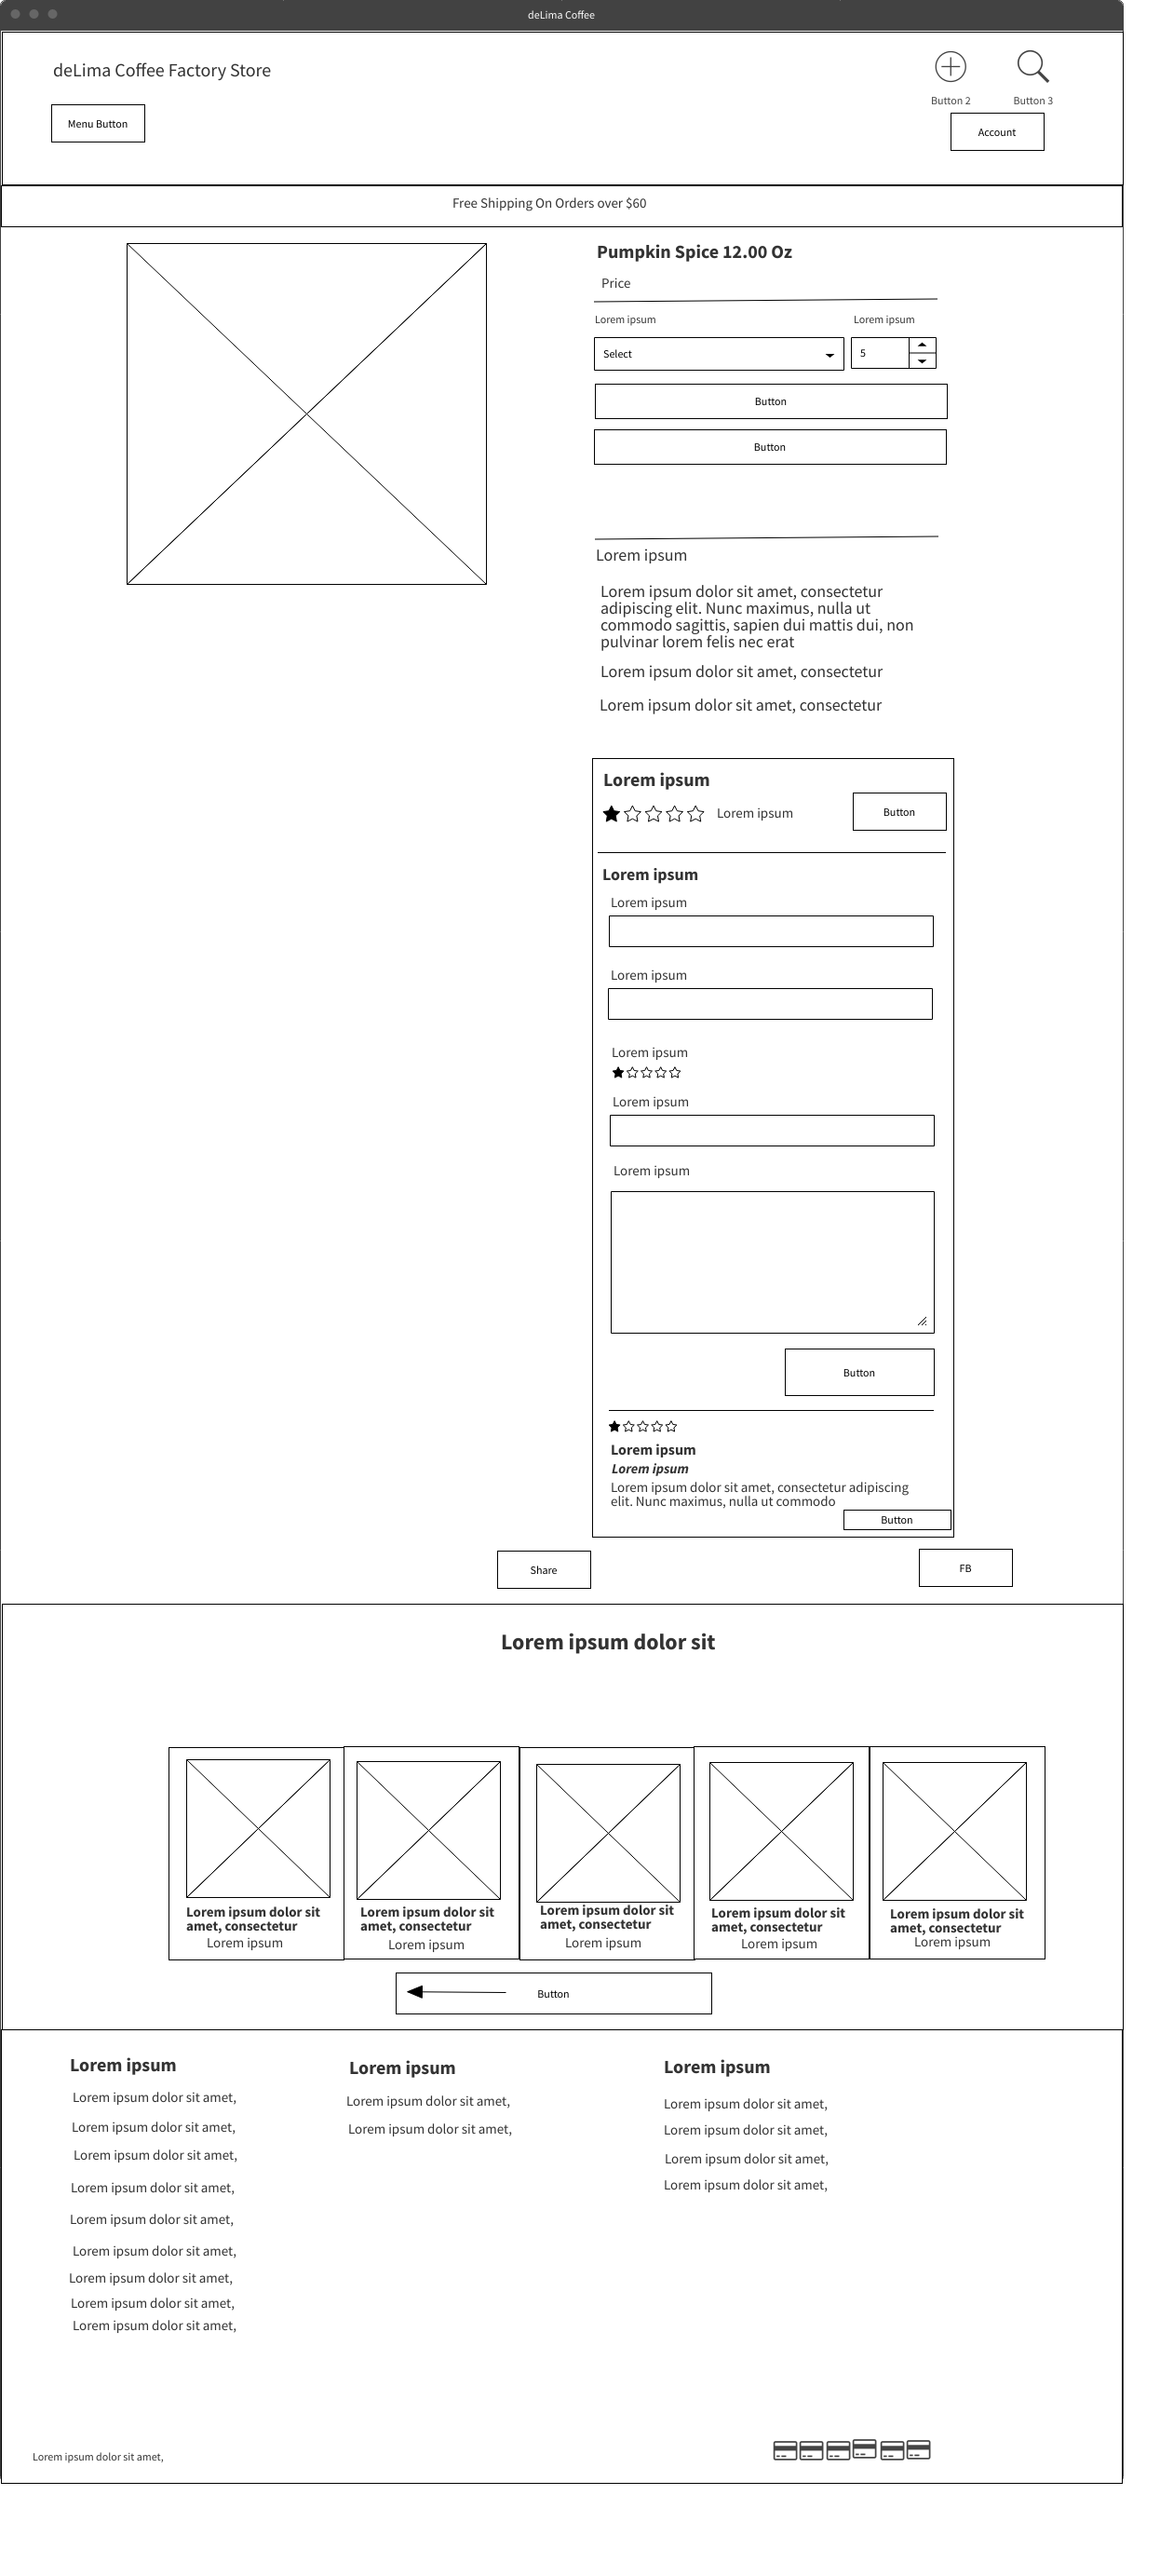 deLima Coffee
deLima Coffee Factory Store
Menu Button
Button 2
Button 3
Account
Free Shipping On Orders over $60
Pumpkin Spice 12.00 Oz
Price
Lorem ipsum
Lorem ipsum
Select
5
Button
Button
Lorem ipsum
Lorem ipsum dolor sit amet, consectetur
adipiscing elit. Nunc maximus, nulla ut
commodo sagittis, sapien dui mattis dui, non
pulvinar lorem felis nec erat
Lorem ipsum dolor sit amet, consectetur
Lorem ipsum dolor sit amet, consectetur
Lorem ipsum
Lorem ipsum
Button
Lorem ipsum
Lorem ipsum
Lorem ipsum
Lorem ipsum
Lorem ipsum
Lorem ipsum
Button
Lorem ipsum
Lorem ipsum
Lorem ipsum dolor sit amet, consectetur adipiscing
elit. Nunc maximus, nulla ut commodo
Button
Share
FB
Lorem ipsum dolor sit
Lorem ipsum dolor sit
amet, consectetur
Lorem ipsum
Lorem ipsum dolor sit
amet, consectetur
Lorem ipsum
Lorem ipsum dolor sit
amet, consectetur
Lorem ipsum
Lorem ipsum dolor sit
amet, consectetur
Lorem ipsum
Lorem ipsum dolor sit
amet, consectetur
Lorem ipsum
Button
Lorem ipsum
Lorem ipsum dolor sit amet,
Lorem ipsum dolor sit amet,
Lorem ipsum dolor sit amet,
Lorem ipsum dolor sit amet,
Lorem ipsum dolor sit amet,
Lorem ipsum dolor sit amet,
Lorem ipsum dolor sit amet,
Lorem ipsum dolor sit amet,
Lorem ipsum dolor sit amet,
Lorem ipsum
Lorem ipsum dolor sit amet,
Lorem ipsum dolor sit amet,
Lorem ipsum
Lorem ipsum dolor sit amet,
Lorem ipsum dolor sit amet,
Lorem ipsum dolor sit amet,
Lorem ipsum dolor sit amet,
Lorem ipsum dolor sit amet,